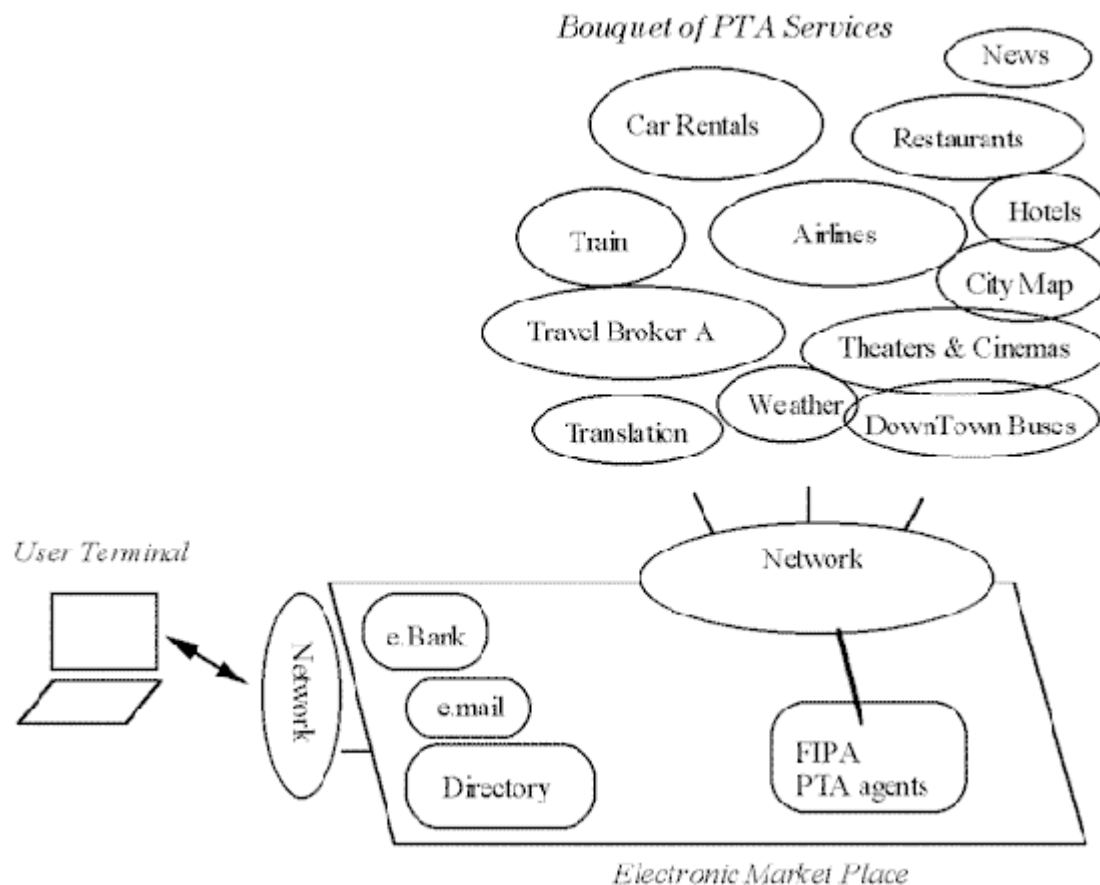 Bouquet of PTA Services
News
Car Rentals
Restaurants
Hotels
Train
Airlines
City Map
Travel Broker A
Theaters & Cinemas
Weather
Translation
DownTown Buses
User Terminal
Network
Network
e.Bank
e.mail
Directory
FIPA
PTA agents
Electronic Market Place